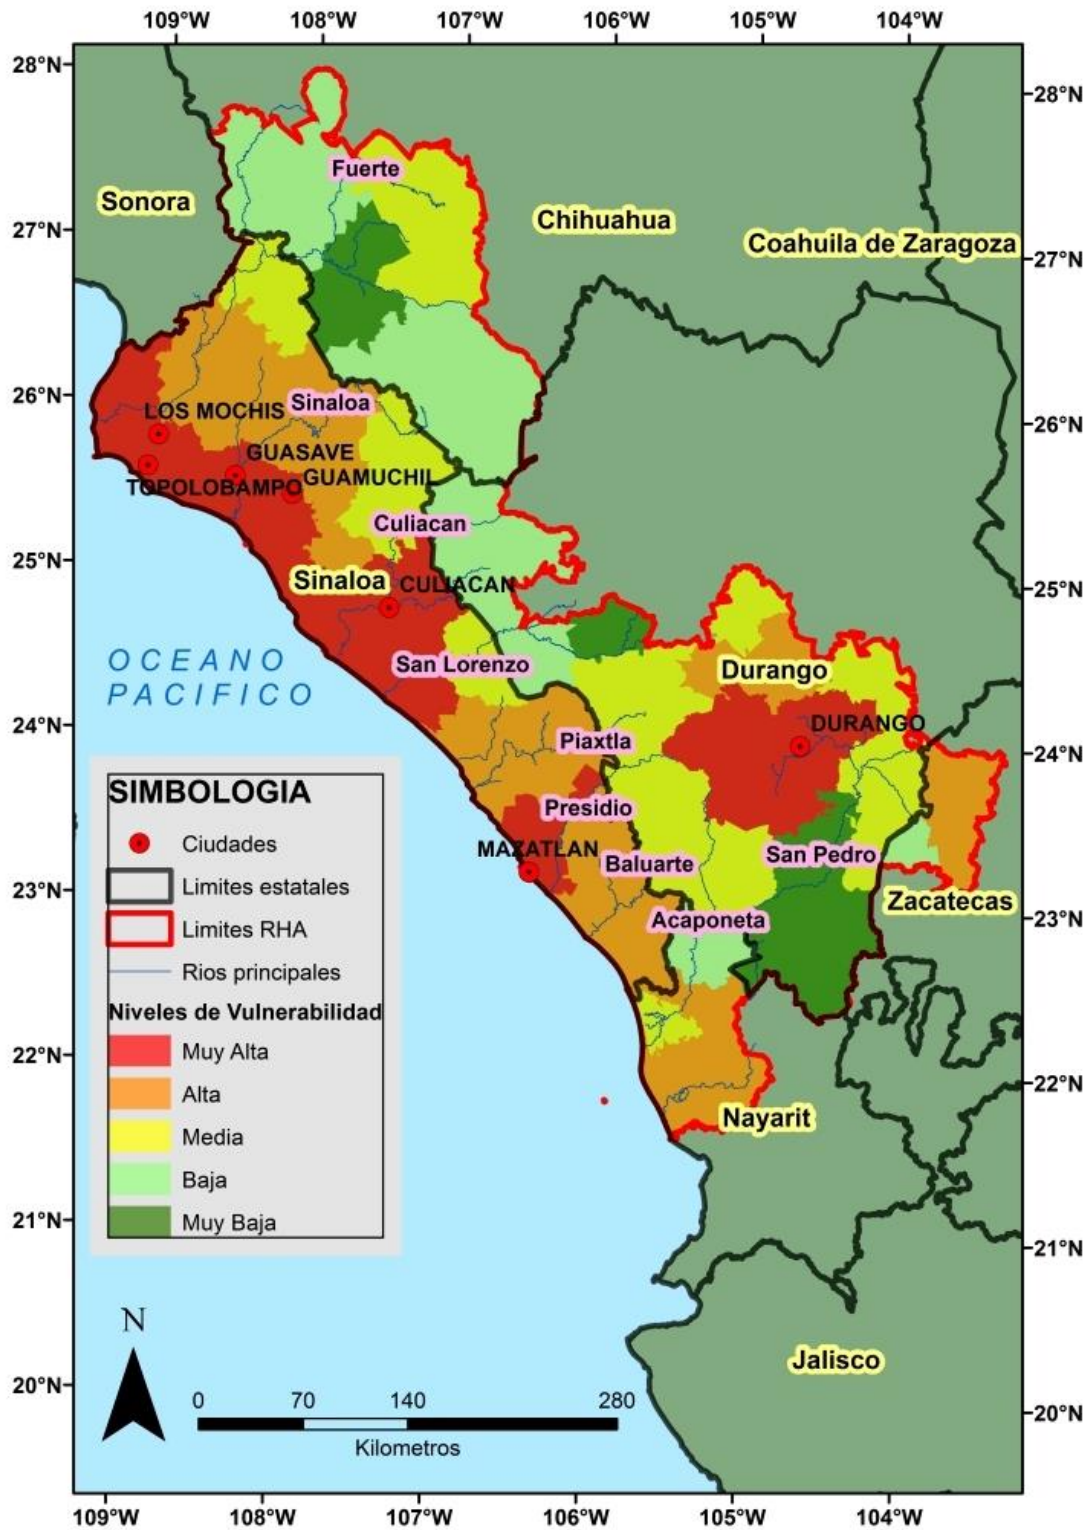 109°W 108°W 107°W 106°W 105°W 104°W
28°N
28°N
Fuerte
Sonora
Chihuahua
27°N
Coahuila de Zaragoza
27°N
26°N
Sinaloa
LOS MOCHIS
26°N
GUASAVE
GUAMUCHIL
TOPOLOBAMPO
Culiacan
25°N
Sinaloa
CULIACAN
25°N
OCEANO
PACIFICO
San Lorenzo
Durango
24°N
DURANGO
Piaxtla
24°N
SIMBOLOGIA
Presidio
Ciudades
MAZATLAN
Baluarte
San Pedro
Limites estatales
23°N
Zacatecas
Acaponeta
23°N
Limites RHA
Rios principales
Niveles de Vulnerabilidad
Muy Alta
22°N
Alta
22°N
Nayarit
Media
Baja
Muy Baja
21°N
21°N
N
Jalisco
20°N
0 70 140 280
20°N
Kilometros
109°W 108°W 107°W 106°W 105°W 104°W